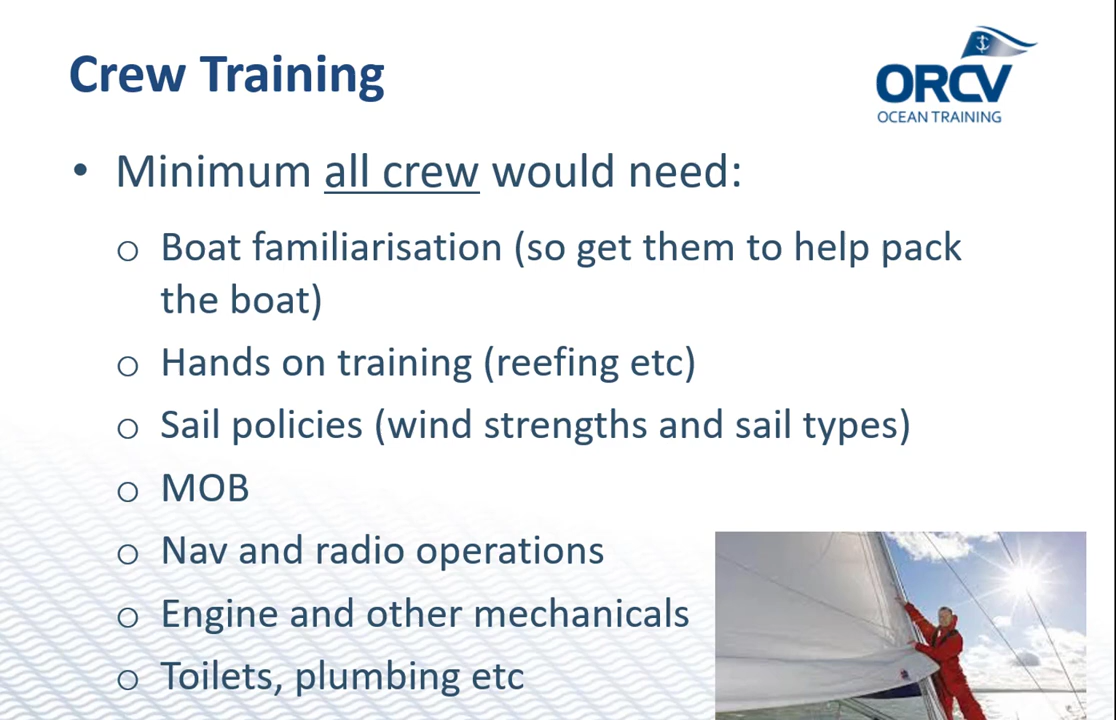 Crew Training
ORCV
OCEAN TRAINING
• Minimum all crew would need:
o Boat familiarisation (so get them to help pack
the boat)
o Hands on training (reefing etc)
o Sail policies (wind strengths and sail types)
o MOB
o Nav and radio operations
o Engine and other mechanicals
o Toilets, plumbing etc